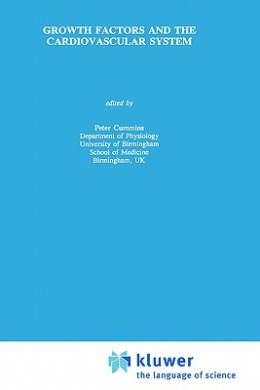 GROWTH FACTORS AND THE
CARDIOVASCULAR SYSTEM
edited by
Peter Cummins
Department of Physiology
University of Birmingham
School of Medicine
Birmingham, UK
kluwer
the language of science